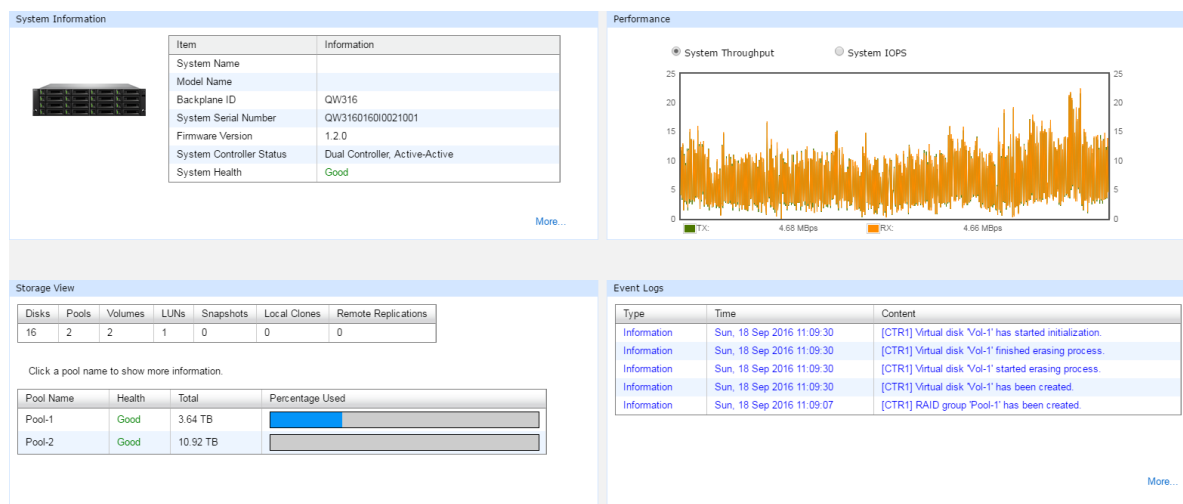 System Information
Item Information
System Name
Model Name
Backplane ID QW316
System Serial Number QW3160160I0021001
Firmware Version 1.2.0
System Controller Status Dual Controller, Active-Active
System Health Good
More...
Performance
System Throughput System IOPS
25 25
20 20
15 15
10 10
5 5
0 0
TX: 4.68 MBps RX: 4.66 MBps
Storage View
Disks Pools Volumes LUNs Snapshots Local Clones Remote Replications
16 2 2 1 0 0 0
Click a pool name to show more information.
Pool Name Health Total Percentage Used
Pool-1 Good 3.64 TB
Pool-2 Good 10.92 TB
Event Logs
Type Time Content
Information Sun, 18 Sep 2016 11:09:30 [CTR1] Virtual disk 'Vol-1' has started initialization.
Information Sun, 18 Sep 2016 11:09:30 [CTR1] Virtual disk 'Vol-1' finished erasing process.
Information Sun, 18 Sep 2016 11:09:30 [CTR1] Virtual disk 'Vol-1' started erasing process.
Information Sun, 18 Sep 2016 11:09:30 [CTR1] Virtual disk 'Vol-1' has been created.
Information Sun, 18 Sep 2016 11:09:07 [CTR1] RAID group 'Pool-1' has been created.
More...